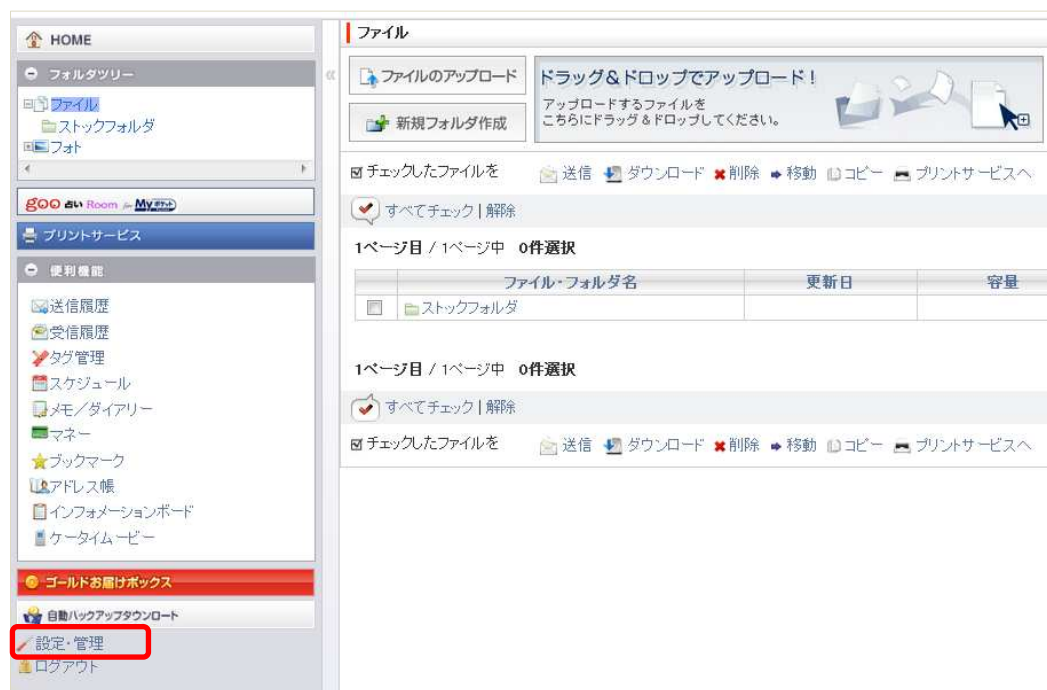 HOME
フォルダツリー
ファイル
ストックフォルダ
フォト
goo 占い Room for Myポケット
プリントサービス
便利機能
送信履歴
受信履歴
タグ管理
スケジュール
メモ／ダイアリー
マネー
ブックマーク
アドレス帳
インフォメーションボード
ケータイムービー
ゴールドお届けボックス
自動バックアップダウンロード
設定・管理
ログアウト
ファイル
ファイルのアップロード
新規フォルダ作成
ドラッグ&ドロップでアップロード！
アップロードするファイルを
こちらにドラッグ&ドロップしてください。
チェックしたファイルを 送信 ダウンロード 削除 移動 コピー プリントサービスへ
すべてチェック | 解除
1ページ目 / 1ページ中 0件選択
ファイル・フォルダ名 更新日 容量
ストックフォルダ
1ページ目 / 1ページ中 0件選択
すべてチェック | 解除
チェックしたファイルを 送信 ダウンロード 削除 移動 コピー プリントサービスへ